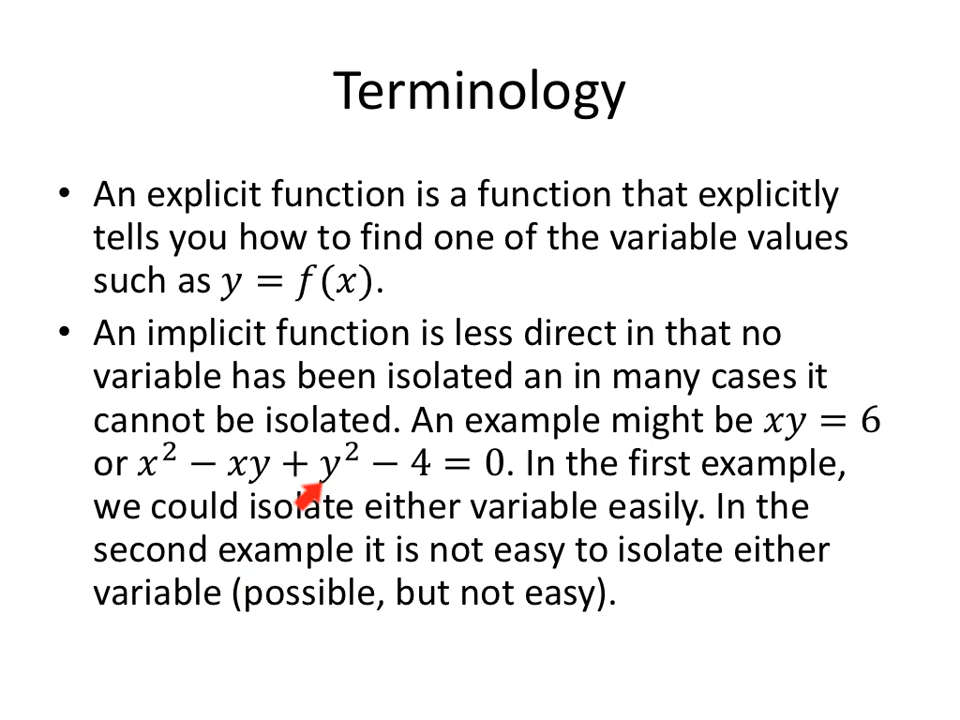 Terminology
• An explicit function is a function that explicitly
tells you how to find one of the variable values
such as y = f(x).
• An implicit function is less direct in that no
variable has been isolated an in many cases it
cannot be isolated. An example might be xy = 6
or x² − xy + y² − 4 = 0. In the first example,
we could isolate either variable easily. In the
second example it is not easy to isolate either
variable (possible, but not easy).